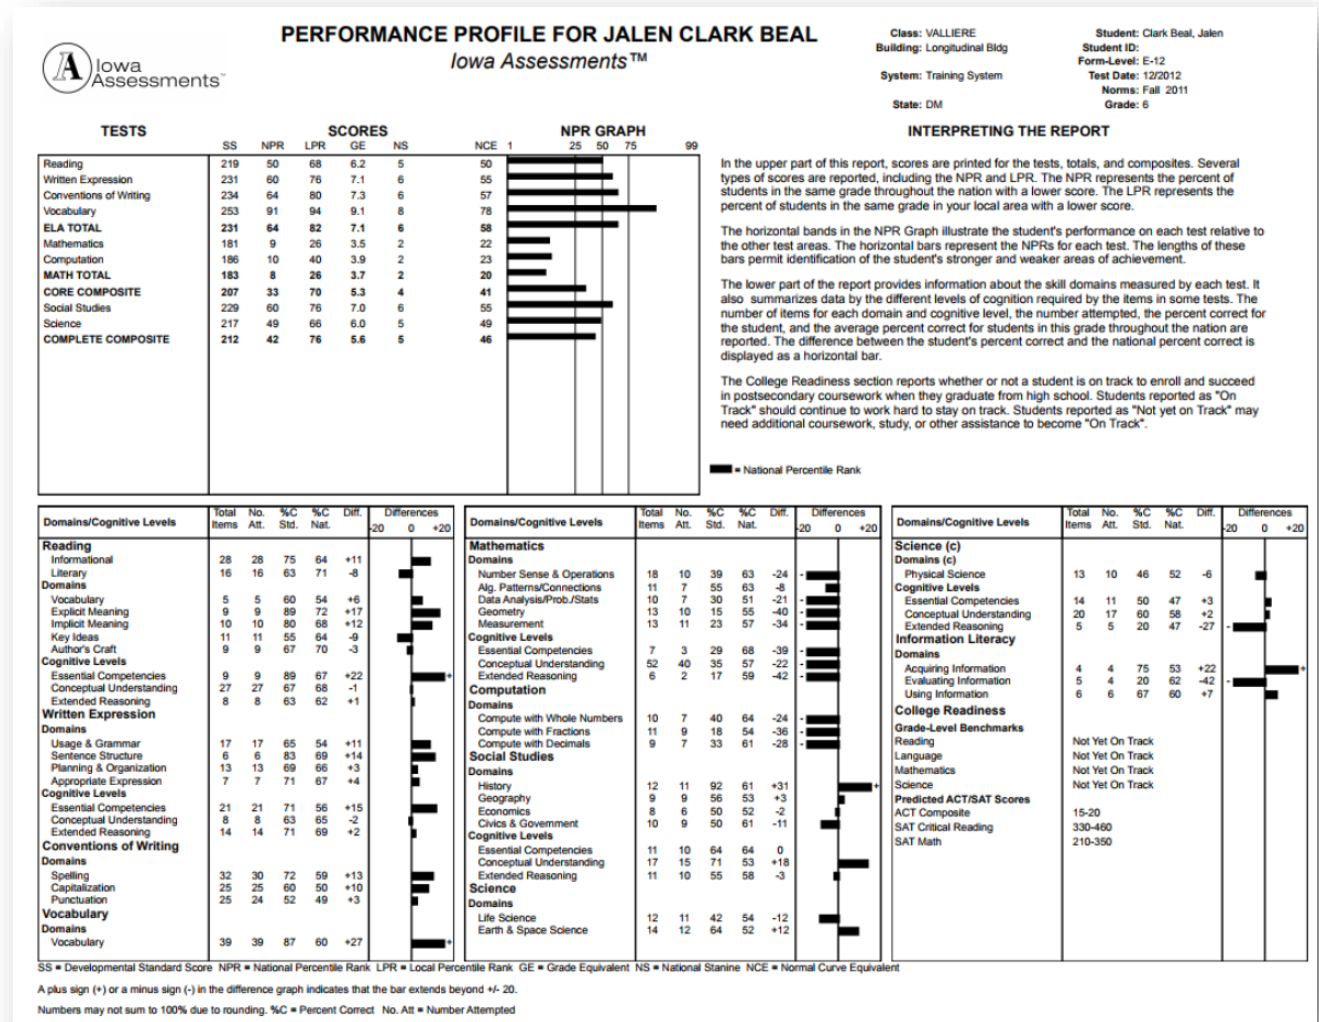 PERFORMANCE PROFILE FOR JALEN CLARK BEAL
Iowa Assessments™
A Iowa
Assessments™
Class: VALLIERE
Building: Longitudinal Bldg
System: Training System
State: DM
Student: Clark Beal, Jalen
Student ID:
Form-Level: E-12
Test Date: 12/2012
Norms: Fall 2011
Grade: 6
TESTS SCORES NPR GRAPH
SS NPR LPR GE NS NCE 1 25 50 75 99
Reading 219 50 68 6.2 5 50
Written Expression 231 60 76 7.1 6 55
Conventions of Writing 234 64 80 7.3 6 57
Vocabulary 253 91 94 9.1 8 78
ELA TOTAL 231 64 82 7.1 6 58
Mathematics 181 9 26 3.5 2 22
Computation 186 10 40 3.9 2 23
MATH TOTAL 183 8 26 3.7 2 20
CORE COMPOSITE 207 33 70 5.3 4 41
Social Studies 229 60 76 7.0 6 55
Science 217 49 66 6.0 5 49
COMPLETE COMPOSITE 212 42 76 5.6 5 46
INTERPRETING THE REPORT
In the upper part of this report, scores are printed for the tests, totals, and composites. Several
types of scores are reported, including the NPR and LPR. The NPR represents the percent of
students in the same grade throughout the nation with a lower score. The LPR represents the
percent of students in the same grade in your local area with a lower score.
The horizontal bands in the NPR Graph illustrate the student's performance on each test relative to
the other test areas. The horizontal bars represent the NPRs for each test. The lengths of these
bars permit identification of the student's stronger and weaker areas of achievement.
The lower part of the report provides information about the skill domains measured by each test. It
also summarizes data by the different levels of cognition required by the items in some tests. The
number of items for each domain and cognitive level, the number attempted, the percent correct for
the student, and the average percent correct for students in this grade throughout the nation are
reported. The difference between the student's percent correct and the national percent correct is
displayed as a horizontal bar.
The College Readiness section reports whether or not a student is on track to enroll and succeed
in postsecondary coursework when they graduate from high school. Students reported as "On
Track" should continue to work hard to stay on track. Students reported as "Not yet on Track" may
need additional coursework, study, or other assistance to become "On Track".
= National Percentile Rank
Total No. %C %C Diff. Differences
Domains/Cognitive Levels Items Att. Std. Nat. -20 0 +20
Reading
Informational 28 28 75 64 +11
Literary 16 16 63 71 -8
Domains
Vocabulary 5 5 60 54 +6
Explicit Meaning 9 9 89 72 +17
Implicit Meaning 10 10 80 68 +12
Key Ideas 11 11 55 64 -9
Author's Craft 9 9 67 70 -3
Cognitive Levels
Essential Competencies 9 9 89 67 +22 +
Conceptual Understanding 27 27 67 68 -1
Extended Reasoning 8 8 63 62 +1
Written Expression
Domains
Usage & Grammar 17 17 65 54 +11
Sentence Structure 6 6 83 69 +14
Planning & Organization 13 13 69 66 +3
Appropriate Expression 7 7 71 67 +4
Cognitive Levels
Essential Competencies 21 21 71 56 +15
Conceptual Understanding 8 8 63 65 -2
Extended Reasoning 14 14 71 69 +2
Conventions of Writing
Domains
Spelling 32 30 72 59 +13
Capitalization 25 25 60 50 +10
Punctuation 25 24 52 49 +3
Vocabulary
Domains
Vocabulary 39 39 87 60 +27 +
Total No. %C %C Diff. Differences
Domains/Cognitive Levels Items Att. Std. Nat. -20 0 +20
Mathematics
Domains
Number Sense & Operations 18 10 39 63 -24 -
Alg. Patterns/Connections 11 7 55 63 -8
Data Analysis/Prob./Stats 10 7 30 51 -21 -
Geometry 13 10 15 55 -40 -
Measurement 13 11 23 57 -34 -
Cognitive Levels
Essential Competencies 7 3 29 68 -39 -
Conceptual Understanding 52 40 35 57 -22 -
Extended Reasoning 6 2 17 59 -42 -
Computation
Domains
Compute with Whole Numbers 10 7 40 64 -24 -
Compute with Fractions 11 9 18 54 -36 -
Compute with Decimals 9 7 33 61 -28 -
Social Studies
Domains
History 12 11 92 61 +31 +
Geography 9 9 56 53 +3
Economics 8 6 50 52 -2
Civics & Government 10 9 50 61 -11
Cognitive Levels
Essential Competencies 11 10 64 64 0
Conceptual Understanding 17 15 71 53 +18
Extended Reasoning 11 10 55 58 -3
Science
Domains
Life Science 12 11 42 54 -12
Earth & Space Science 14 12 64 52 +12
Total No. %C %C Diff. Differences
Domains/Cognitive Levels Items Att. Std. Nat. -20 0 +20
Science (c)
Domains (c)
Physical Science 13 10 46 52 -6
Cognitive Levels
Essential Competencies 14 11 50 47 +3
Conceptual Understanding 20 17 60 58 +2
Extended Reasoning 5 5 20 47 -27 -
Information Literacy
Domains
Acquiring Information 4 4 75 53 +22 +
Evaluating Information 5 4 20 62 -42 -
Using Information 6 6 67 60 +7
College Readiness
Grade-Level Benchmarks
Reading Not Yet On Track
Language Not Yet On Track
Mathematics Not Yet On Track
Science Not Yet On Track
Predicted ACT/SAT Scores
ACT Composite 15-20
SAT Critical Reading 330-460
SAT Math 210-350
SS = Developmental Standard Score NPR = National Percentile Rank LPR = Local Percentile Rank GE = Grade Equivalent NS = National Stanine NCE = Normal Curve Equivalent
A plus sign (+) or a minus sign (-) in the difference graph indicates that the bar extends beyond +/- 20.
Numbers may not sum to 100% due to rounding. %C = Percent Correct No. Att = Number Attempted